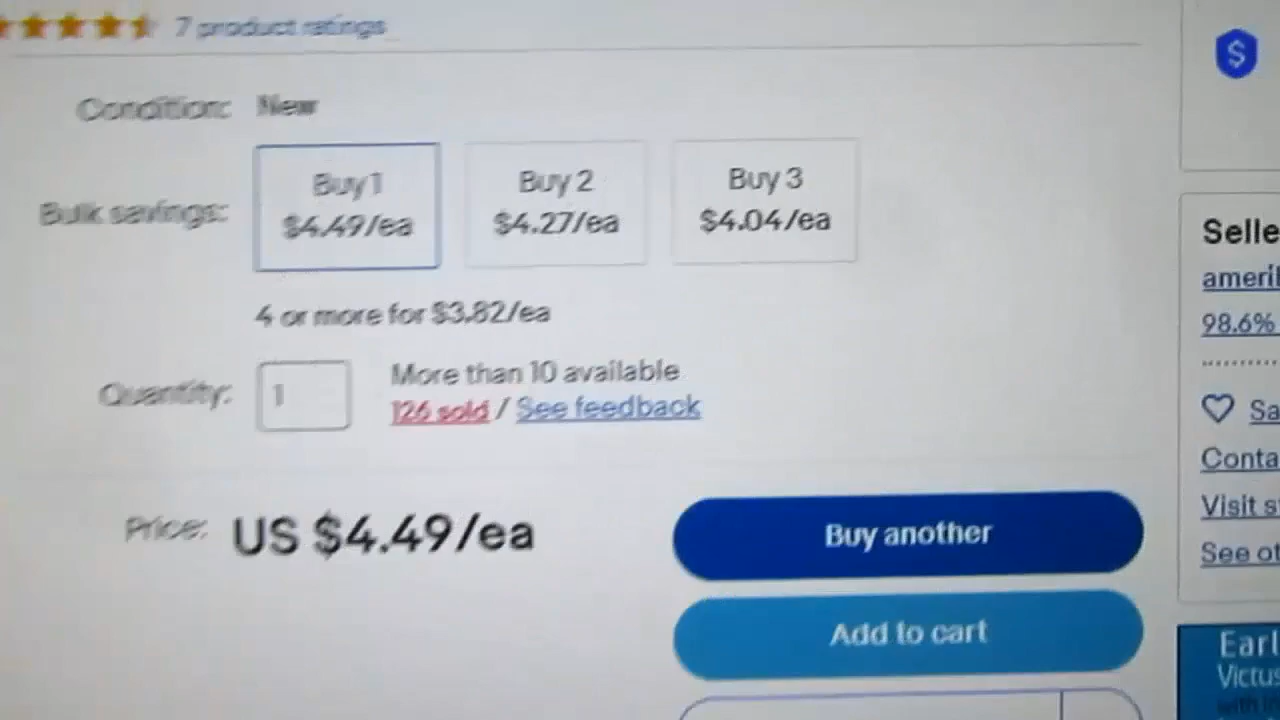 7 product ratings
Condition: New
Buy 1
$4.49/ea
Buy 2
$4.27/ea
Buy 3
$4.04/ea
Bulk savings:
4 or more for $3.82/ea
Quantity: 1
More than 10 available
126 sold / See feedback
Price: US $4.49/ea
Buy another
Add to cart
$
Selle
98.6%
Sa
Conta
Visit s
See ot
Earl
Victus